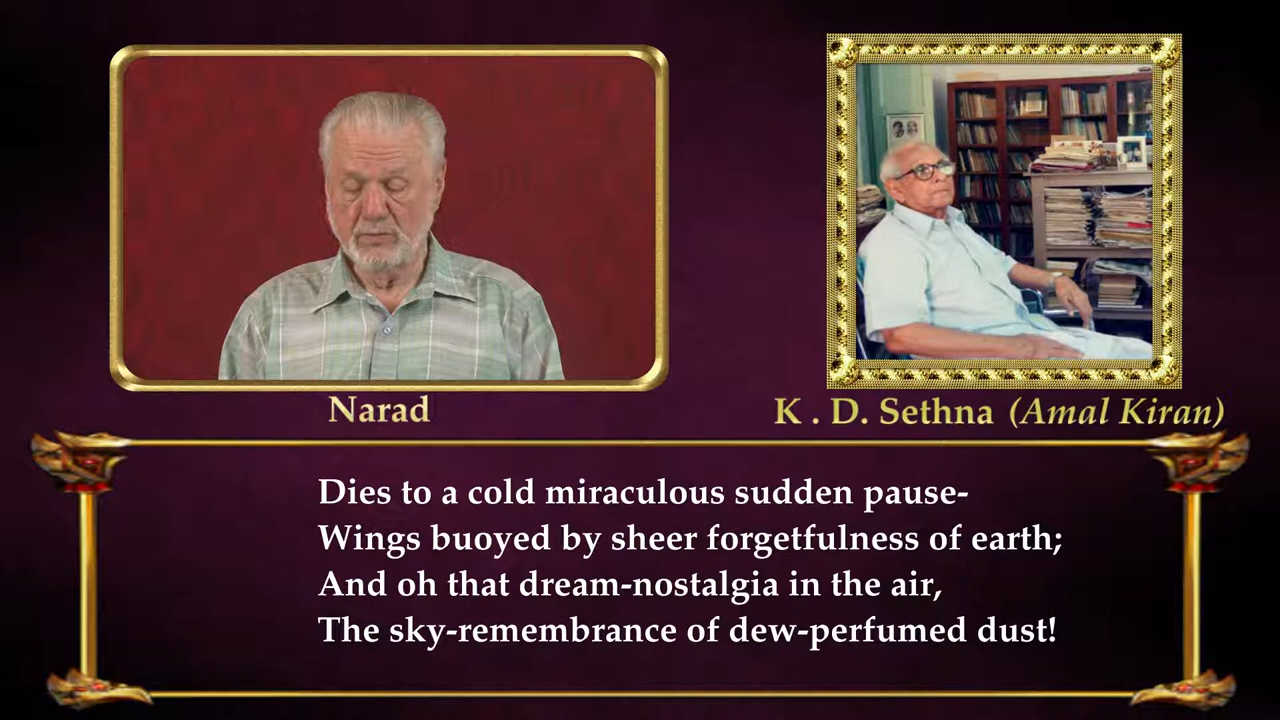 Narad
K . D. Sethna (Amal Kiran)
Dies to a cold miraculous sudden pause-
Wings buoyed by sheer forgetfulness of earth;
And oh that dream-nostalgia in the air,
The sky-remembrance of dew-perfumed dust!